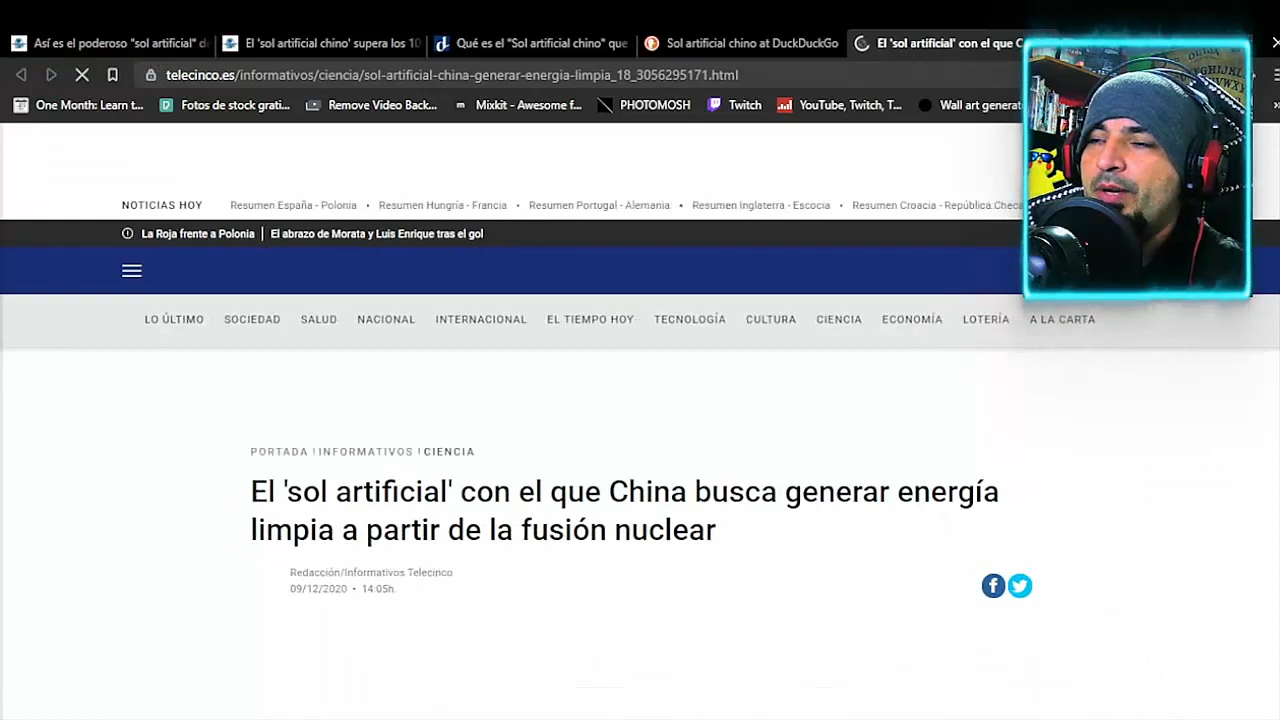 Así es el poderoso "sol artificial" d
El 'sol artificial chino' supera los 10
Qué es el "Sol artificial chino" que
Sol artificial chino at DuckDuckGo
El 'sol artificial' con el que C
telecinco.es/informativos/ciencia/sol-artificial-china-generar-energia-limpia_18_3056295171.html
One Month: Learn t...
Fotos de stock grati...
Remove Video Back...
Mixkit - Awesome f...
PHOTOMOSH
Twitch
YouTube, Twitch, T...
Wall art generat
NOTICIAS HOY
Resumen España - Polonia • Resumen Hungría - Francia • Resumen Portugal - Alemania • Resumen Inglaterra - Escocia • Resumen Croacia - República Checa
La Roja frente a Polonia | El abrazo de Morata y Luis Enrique tras el gol
LO ÚLTIMO SOCIEDAD SALUD NACIONAL INTERNACIONAL EL TIEMPO HOY TECNOLOGÍA CULTURA CIENCIA ECONOMÍA LOTERÍA A LA CARTA
PORTADA | INFORMATIVOS | CIENCIA
El 'sol artificial' con el que China busca generar energía
limpia a partir de la fusión nuclear
Redacción/Informativos Telecinco
09/12/2020 • 14:05h.